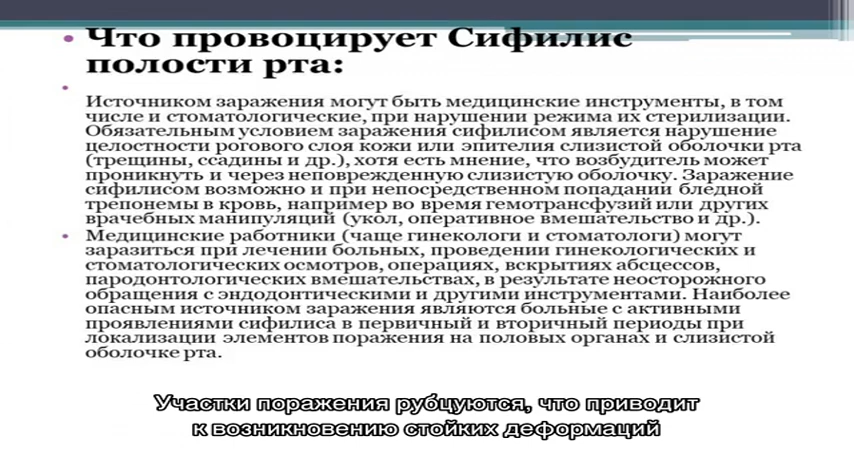 Что провоцирует Сифилис
полости рта:
Источником заражения могут быть медицинские инструменты, в том
числе и стоматологические, при нарушении режима их стерилизации.
Обязательным условием заражения сифилисом является нарушение
целостности рогового слоя кожи или эпителия слизистой оболочки рта
(трещины, ссадины и др.), хотя есть мнение, что возбудитель может
проникнуть и через неповрежденную слизистую оболочку. Заражение
сифилисом возможно и при непосредственном попадании бледной
трепонемы в кровь, например во время гемотрансфузий или других
врачебных манипуляций (укол, оперативное вмешательство и др.).
Медицинские работники (чаще гинекологи и стоматологи) могут
заразиться при лечении больных, проведении гинекологических и
стоматологических осмотров, операциях, вскрытиях абсцессов,
пародонтологических вмешательствах, в результате неосторожного
обращения с эндодонтическими и другими инструментами. Наиболее
опасным источником заражения являются больные с активными
проявлениями сифилиса в первичный и вторичный периоды при
локализации элементов поражения на половых органах и слизистой
оболочке рта.
Участки поражения рубцуются, что приводит
к возникновению стойких деформаций